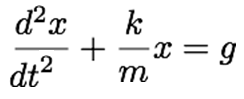 d²x/dt² + k/m x = g